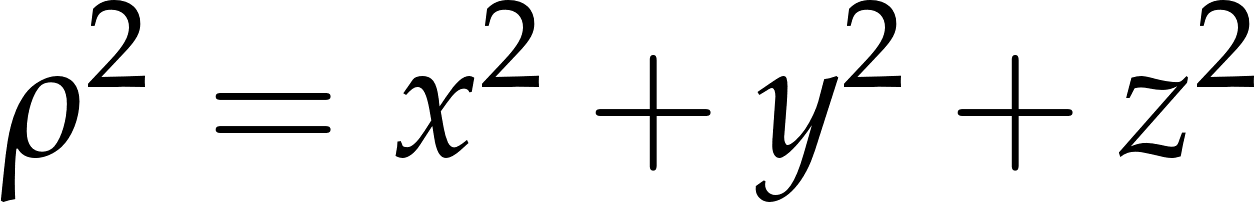 ρ² = x² + y² + z²